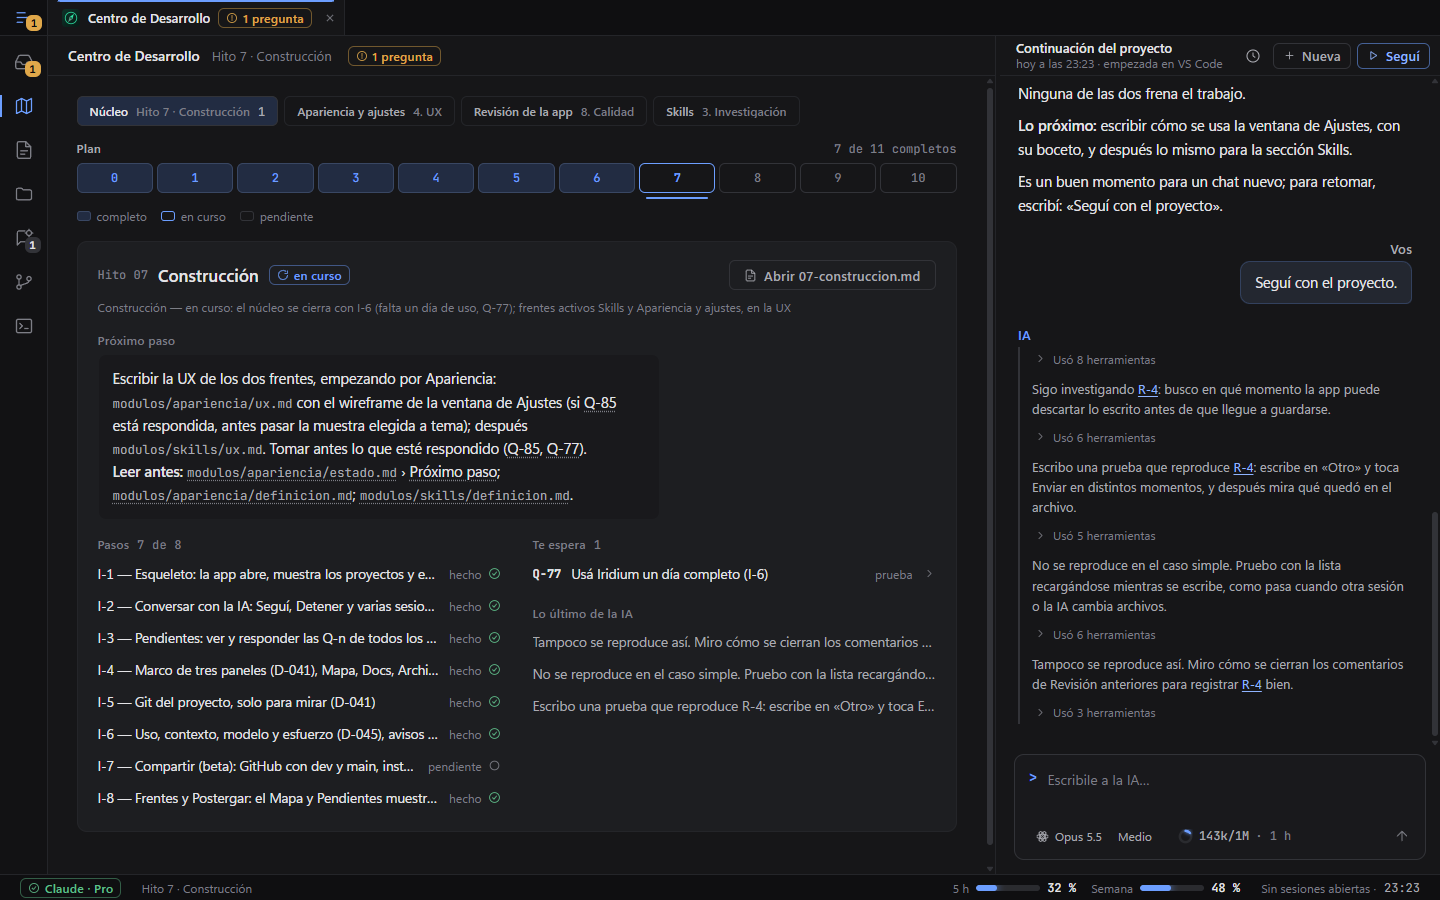 1
Centro de Desarrollo
1 pregunta
×
Centro de Desarrollo Hito 7 · Construcción
1 pregunta
1
1
Núcleo Hito 7 · Construcción 1
Apariencia y ajustes 4. UX
Revisión de la app 8. Calidad
Skills 3. Investigación
Plan
7 de 11 completos
0 1 2 3 4 5 6 7 8 9 10
completo en curso pendiente
Hito 07 Construcción en curso
Abrir 07-construccion.md
Construcción — en curso: el núcleo se cierra con I-6 (falta un día de uso, Q-77); frentes activos Skills y Apariencia y ajustes, en la UX
Próximo paso
Escribir la UX de los dos frentes, empezando por Apariencia:
modulos/apariencia/ux.md con el wireframe de la ventana de Ajustes (si Q-85
está respondida, antes pasar la muestra elegida a tema); después
modulos/skills/ux.md. Tomar antes lo que esté respondido (Q-85, Q-77).
Leer antes: modulos/apariencia/estado.md › Próximo paso;
modulos/apariencia/definicion.md; modulos/skills/definicion.md.
Pasos 7 de 8
I-1 — Esqueleto: la app abre, muestra los proyectos y e... hecho
I-2 — Conversar con la IA: Seguí, Detener y varias sesio... hecho
I-3 — Pendientes: ver y responder las Q-n de todos los ... hecho
I-4 — Marco de tres paneles (D-041), Mapa, Docs, Archi... hecho
I-5 — Git del proyecto, solo para mirar (D-041) hecho
I-6 — Uso, contexto, modelo y esfuerzo (D-045), avisos ... hecho
I-7 — Compartir (beta): GitHub con dev y main, inst... pendiente
I-8 — Frentes y Postergar: el Mapa y Pendientes muestr... hecho
Te espera 1
Q-77 Usá Iridium un día completo (I-6) prueba
Lo último de la IA
Tampoco se reproduce así. Miro cómo se cierran los comentarios ...
No se reproduce en el caso simple. Pruebo con la lista recargándo...
Escribo una prueba que reproduce R-4: escribe en «Otro» y toca E...
Continuación del proyecto
hoy a las 23:23 · empezada en VS Code
Nueva
Seguí
Ninguna de las dos frena el trabajo.
Lo próximo: escribir cómo se usa la ventana de Ajustes, con
su boceto, y después lo mismo para la sección Skills.
Es un buen momento para un chat nuevo; para retomar,
escribí: «Seguí con el proyecto».
Vos
Seguí con el proyecto.
IA
Usó 8 herramientas
Sigo investigando R-4: busco en qué momento la app puede
descartar lo escrito antes de que llegue a guardarse.
Usó 6 herramientas
Escribo una prueba que reproduce R-4: escribe en «Otro» y toca
Enviar en distintos momentos, y después mira qué quedó en el
archivo.
Usó 5 herramientas
No se reproduce en el caso simple. Pruebo con la lista
recargándose mientras se escribe, como pasa cuando otra sesión
o la IA cambia archivos.
Usó 6 herramientas
Tampoco se reproduce así. Miro cómo se cierran los comentarios
de Revisión anteriores para registrar R-4 bien.
Usó 3 herramientas
> Escribile a la IA...
Opus 5.5 Medio 143k/1M · 1 h
Claude · Pro
Hito 7 · Construcción
5 h 32 % Semana 48 % Sin sesiones abiertas · 23:23